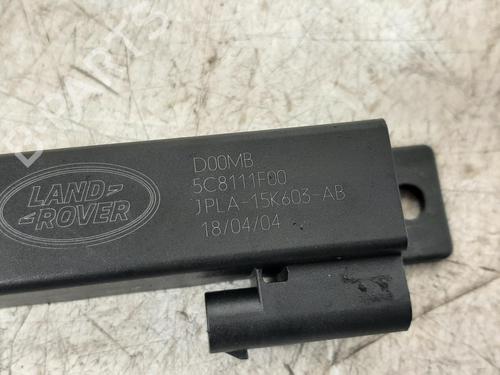 LAND-
-ROVER
D00MB
5C8111F00
JPLA-15K603-AB
18/04/04